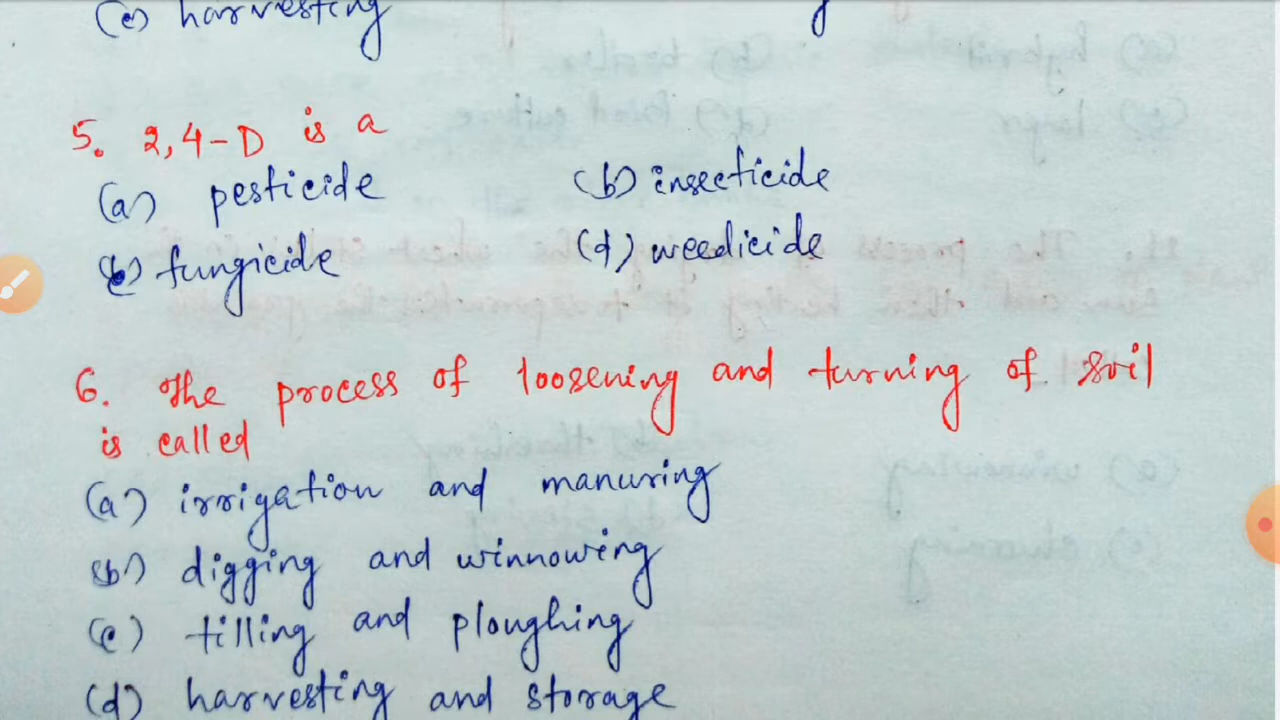 (c) harvesting
5. 2,4-D is a
(a) pesticide (b) insecticide
(c) fungicide (d) weedicide
6. The process of loosening and turning of soil
is called
(a) irrigation and manuring
(b) digging and winnowing
(c) tilling and ploughing
(d) harvesting and storage